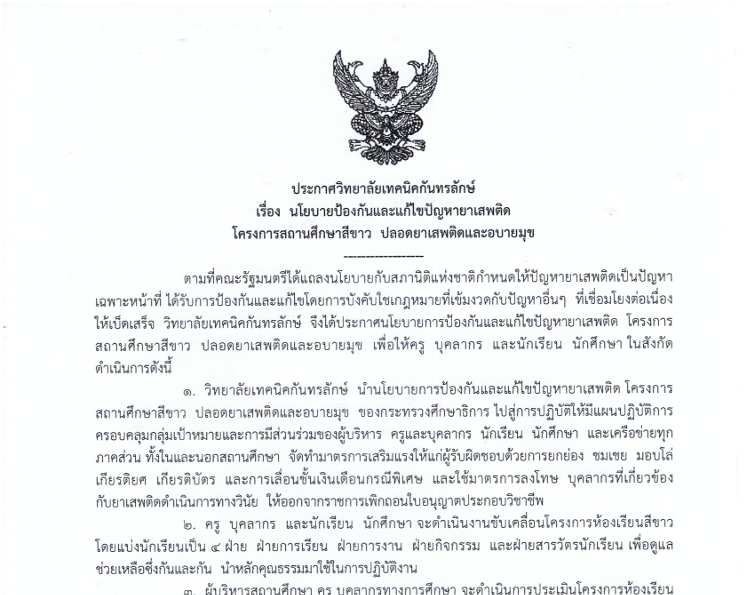 ประกาศวิทยาลัยเทคนิคกันทรลักษ์
เรื่อง นโยบายป้องกันและแก้ไขปัญหายาเสพติด
โครงการสถานศึกษาสีขาว ปลอดยาเสพติดและอบายมุข
-------------------
ตามที่คณะรัฐมนตรีได้แถลงนโยบายกับสภานิติแห่งชาติกำหนดให้ปัญหายาเสพติดเป็นปัญหา
เฉพาะหน้าที่ ได้รับการป้องกันและแก้ไขโดยการบังคับใชเกฎหมายที่เข้มงวดกับปัญหาอื่นๆ ที่เชื่อมโยงต่อเนื่อง
ให้เบ็ดเสร็จ วิทยาลัยเทคนิคกันทรลักษ์ จึงได้ประกาศนโยบายการป้องกันและแก้ไขปัญหายาเสพติด โครงการ
สถานศึกษาสีขาว ปลอดยาเสพติดและอบายมุข เพื่อให้ครู บุคลากร และนักเรียน นักศึกษา ในสังกัด
ดำเนินการดังนี้
๑. วิทยาลัยเทคนิคกันทรลักษ์ นำนโยบายการป้องกันและแก้ไขปัญหายาเสพติด โครงการ
สถานศึกษาสีขาว ปลอดยาเสพติดและอบายมุข ของกระทรวงศึกษาธิการ ไปสู่การปฏิบัติให้มีแผนปฏิบัติการ
ครอบคลุมกลุ่มเป้าหมายและการมีส่วนร่วมของผู้บริหาร ครูและบุคลากร นักเรียน นักศึกษา และเครือข่ายทุก
ภาคส่วน ทั้งในและนอกสถานศึกษา จัดทำมาตรการเสริมแรงให้แก่ผู้รับผิดชอบด้วยการยกย่อง ชมเชย มอบโล่
เกียรติยศ เกียรติบัตร และการเลื่อนขั้นเงินเดือนกรณีพิเศษ และใช้มาตรการลงโทษ บุคลากรที่เกี่ยวข้อง
กับยาเสพติดดำเนินการทางวินัย ให้ออกจากราชการเพิกถอนใบอนุญาตประกอบวิชาชีพ
๒. ครู บุคลากร และนักเรียน นักศึกษา จะดำเนินงานขับเคลื่อนโครงการห้องเรียนสีขาว
โดยแบ่งนักเรียนเป็น ๔ ฝ่าย ฝ่ายการเรียน ฝ่ายการงาน ฝ่ายกิจกรรม และฝ่ายสารวัตรนักเรียน เพื่อดูแล
ช่วยเหลือซึ่งกันและกัน นำหลักคุณธรรมมาใช้ในการปฏิบัติงาน
๓. ผู้บริหารสถานศึกษา ครู บุคลากรทางการศึกษา จะดำเนินการประเมินโครงการห้องเรียน